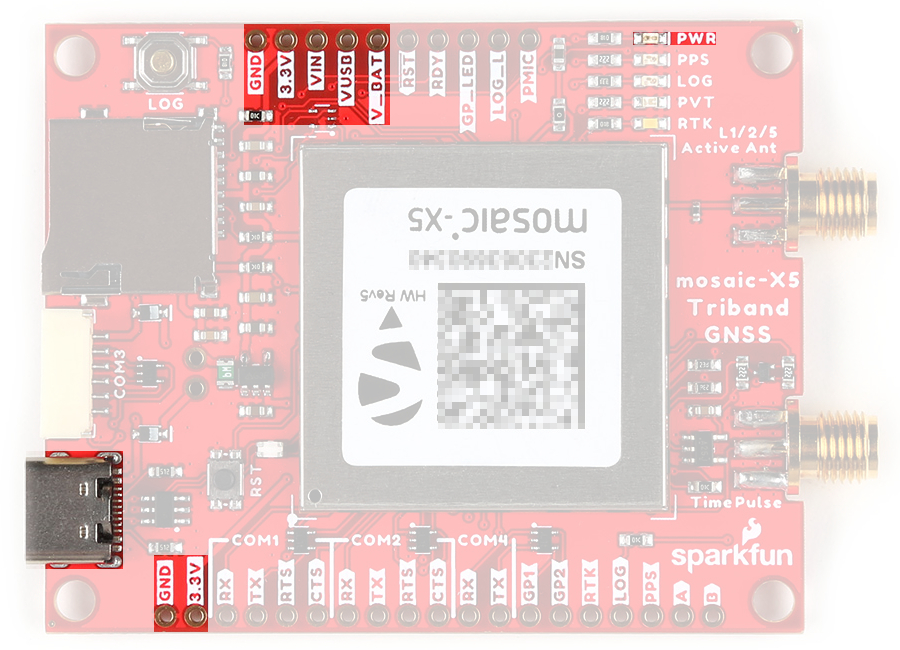 LOG
GND
3.3V
VIN
VUSB
V_BAT
RST
RDY
GP_LED
LOG_L
PMIC
PWR
PPS
LOG
PVT
RTK
L1/2/5
Active Ant
mosaic-X5
HW Rev5
mosaic-X5
Triband
GNSS
COM3
RST
TimePulse
COM1
COM2
COM4
sparkfun
GND
3.3V
RX
TX
RTS
CTS
RX
TX
RTS
CTS
RX
TX
GP1
GP2
RTK
LOG
PPS
A
B